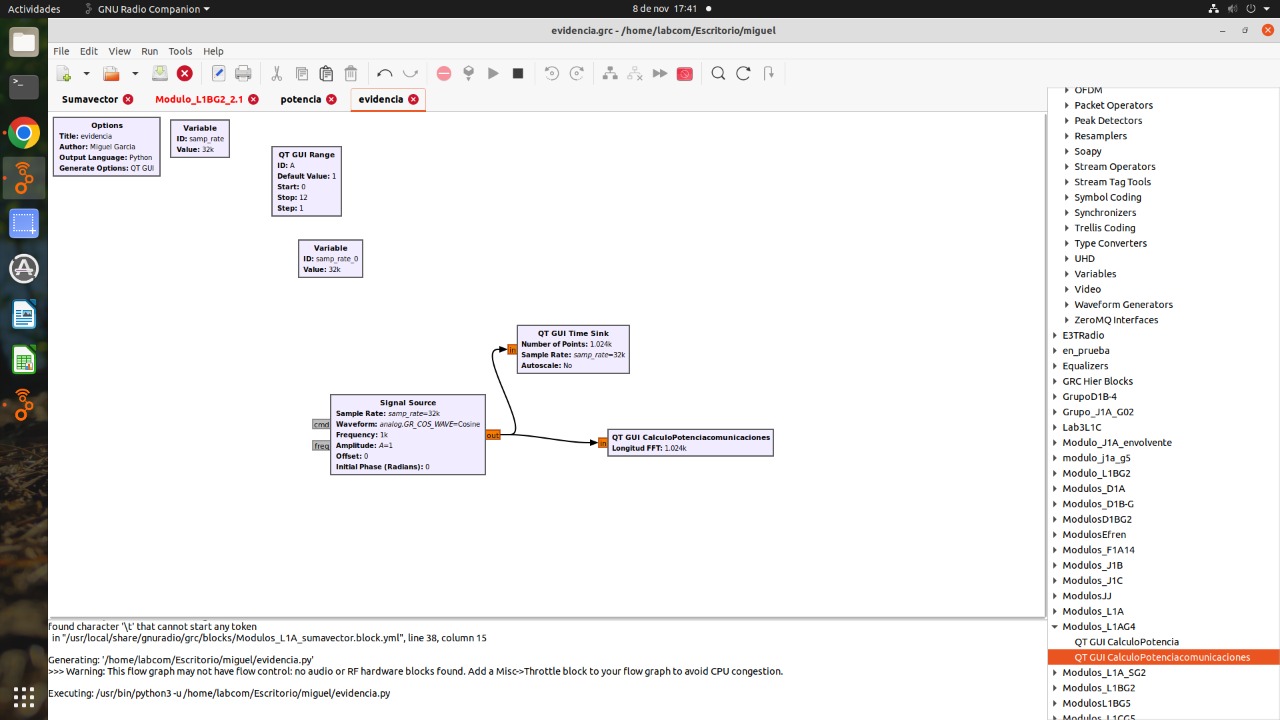 Actividades
GNU Radio Companion
8 de nov 17:41
evidencia.grc - /home/labcom/Escritorio/miguel
File Edit View Run Tools Help
Sumavector
Modulo_L1BG2_2.1
potencia
evidencia
Options
Title: evidencia
Author: Miguel Garcia
Output Language: Python
Generate Options: QT GUI
Variable
ID: samp_rate
Value: 32k
QT GUI Range
ID: A
Default Value: 1
Start: 0
Stop: 12
Step: 1
Variable
ID: samp_rate_0
Value: 32k
QT GUI Time Sink
Number of Points: 1.024k
Sample Rate: samp_rate=32k
Autoscale: No
in
Signal Source
Sample Rate: samp_rate=32k
Waveform: analog.GR_COS_WAVE=Cosine
Frequency: 1k
Amplitude: A=1
Offset: 0
Initial Phase (Radians): 0
cmd
freq
out
in
QT GUI CalculoPotenciacomunicaciones
Longitud FFT: 1.024k
OFDM
Packet Operators
Peak Detectors
Resamplers
Soapy
Stream Operators
Stream Tag Tools
Symbol Coding
Synchronizers
Trellis Coding
Type Converters
UHD
Variables
Video
Waveform Generators
ZeroMQ Interfaces
E3TRadio
en_prueba
Equalizers
GRC Hier Blocks
GrupoD1B-4
Grupo_J1A_G02
Lab3L1C
Modulo_J1A_envolvente
modulo_j1a_g5
Modulo_L1BG2
Modulos_D1A
Modulos_D1B-G
ModulosD1BG2
ModulosEfren
Modulos_F1A14
Modulos_J1B
Modulos_J1C
ModulosJJ
Modulos_L1A
Modulos_L1AG4
QT GUI CalculoPotencia
QT GUI CalculoPotenciacomunicaciones
Modulos_L1A_SG2
Modulos_L1BG2
ModulosL1BG5
Modulos_L1CG5
found character '\t' that cannot start any token
in "/usr/local/share/gnuradio/grc/blocks/Modulos_L1A_sumavector.block.yml", line 38, column 15
Generating: '/home/labcom/Escritorio/miguel/evidencia.py'
>>> Warning: This flow graph may not have flow control: no audio or RF hardware blocks found. Add a Misc->Throttle block to your flow graph to avoid CPU congestion.
Executing: /usr/bin/python3 -u /home/labcom/Escritorio/miguel/evidencia.py